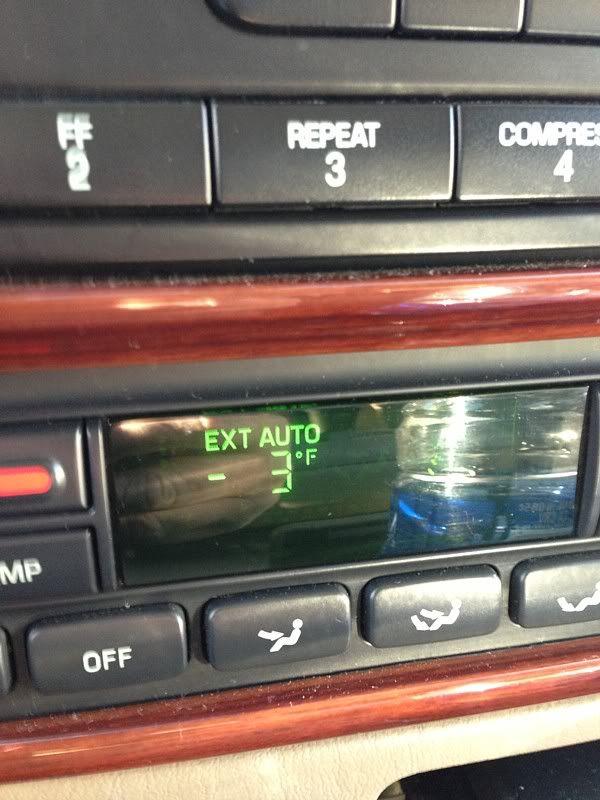 FF
2
REPEAT
3
COMPRES
4
EXT AUTO
- 3 °F
MP
OFF